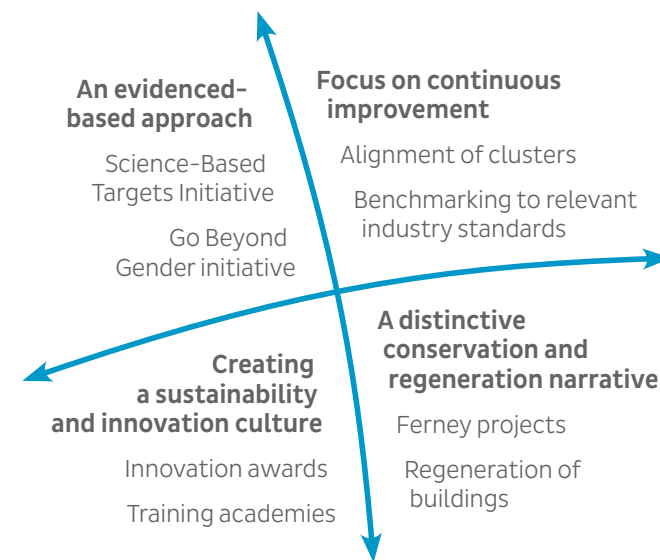 An evidenced-
based approach
Science-Based
Targets Initiative
Go Beyond
Gender initiative
Focus on continuous
improvement
Alignment of clusters
Benchmarking to relevant
industry standards
Creating
a sustainability
and innovation culture
Innovation awards
Training academies
A distinctive
conservation and
regeneration narrative
Ferney projects
Regeneration of
buildings